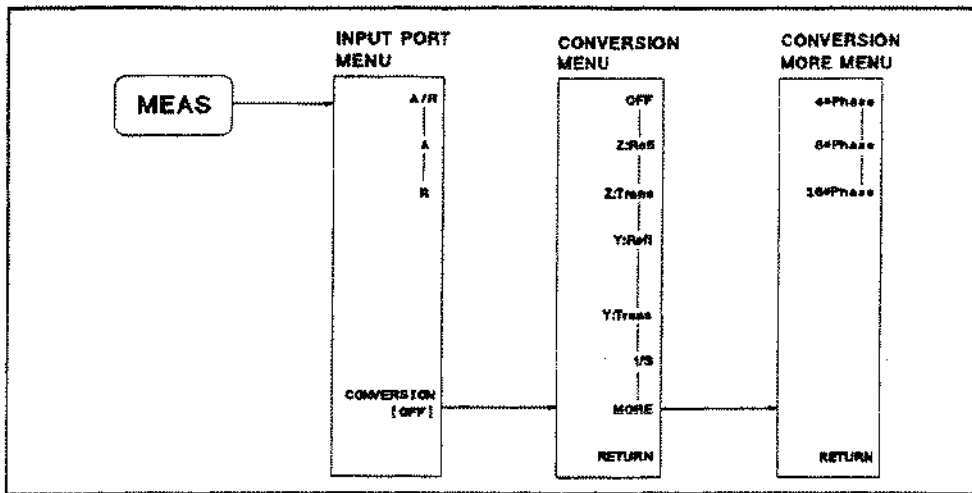 INPUT PORT
MENU
CONVERSION
MENU
CONVERSION
MORE MENU
MEAS
A/R
A
R
CONVERSION
[OFF]
OFF
Z:Refl
Z:Trans
Y:Refl
Y:Trans
1/S
MORE
RETURN
4*Phase
8*Phase
16*Phase
RETURN